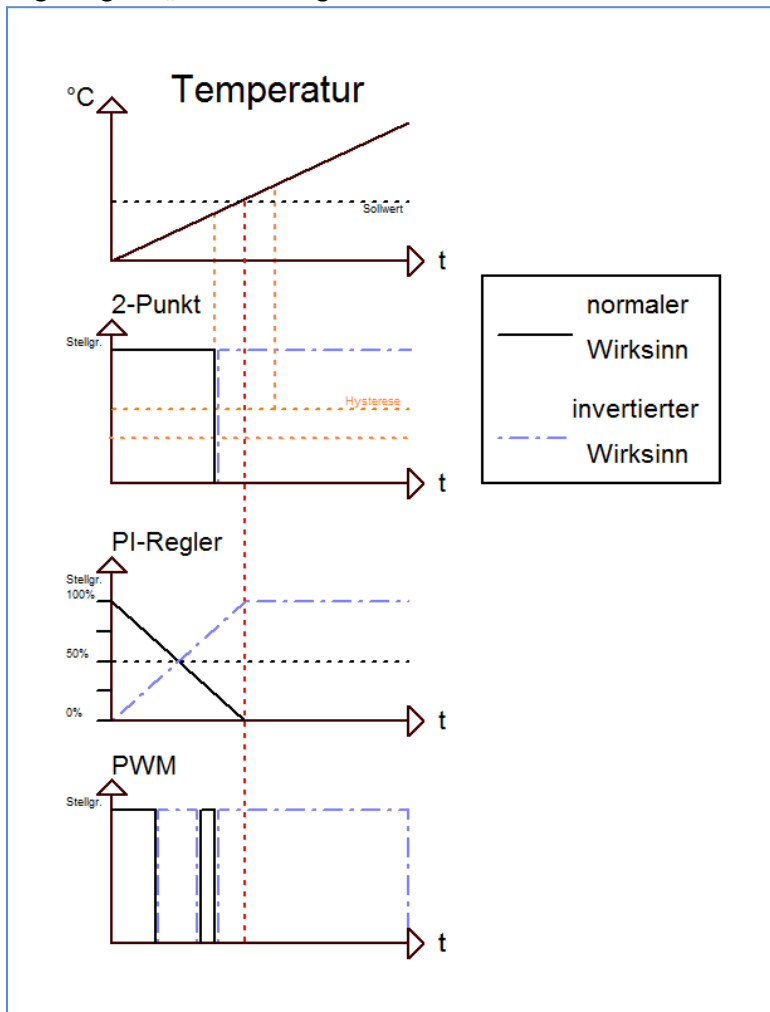 °C
Temperatur
Sollwert
t
2-Punkt
Stellgr.
Hysterese
t
normaler
Wirksinn
invertierter
Wirksinn
PI-Regler
Stellgr.
100%
50%
0%
t
PWM
Stellgr.
t